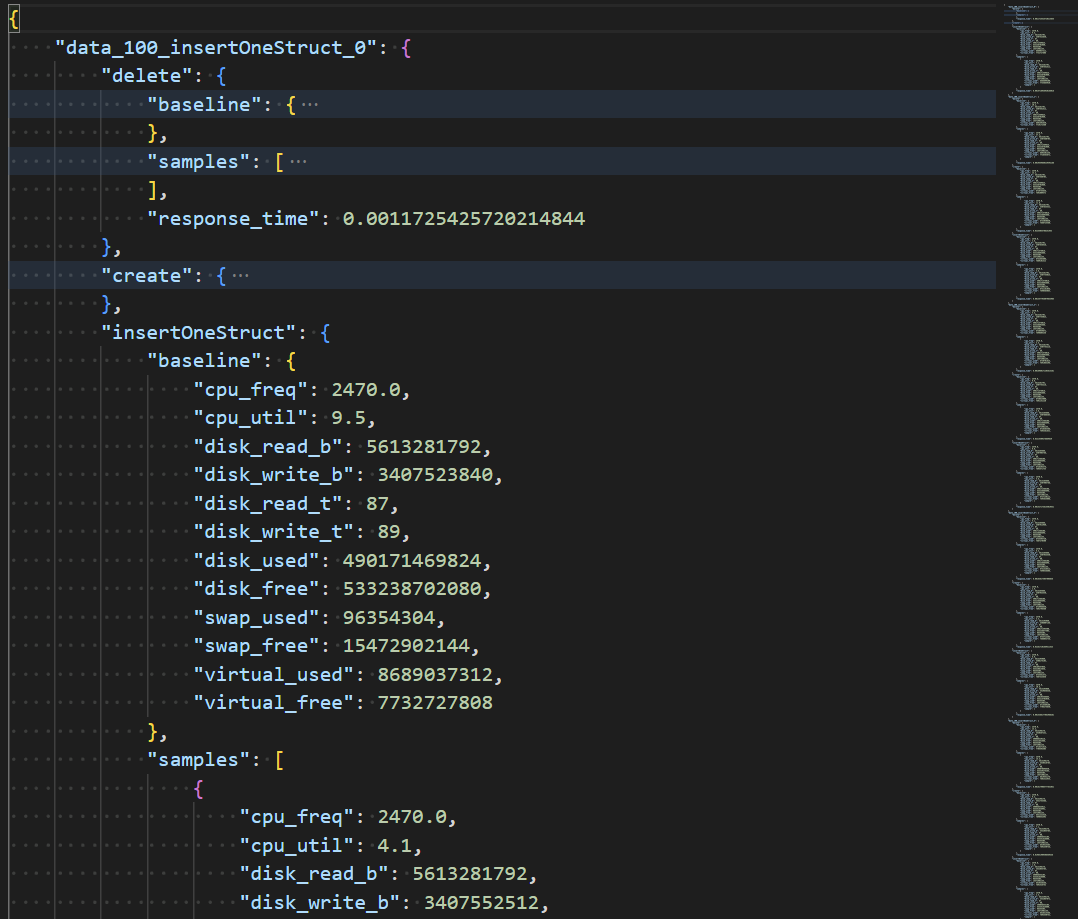 {
"data_100_insertOneStruct_0": {
"delete": {
"baseline": { ···
},
"samples": [ ···
],
"response_time": 0.0011725425720214844
},
"create": { ···
},
"insertOneStruct": {
"baseline": {
"cpu_freq": 2470.0,
"cpu_util": 9.5,
"disk_read_b": 5613281792,
"disk_write_b": 3407523840,
"disk_read_t": 87,
"disk_write_t": 89,
"disk_used": 490171469824,
"disk_free": 533238702080,
"swap_used": 96354304,
"swap_free": 15472902144,
"virtual_used": 8689037312,
"virtual_free": 7732727808
},
"samples": [
{
"cpu_freq": 2470.0,
"cpu_util": 4.1,
"disk_read_b": 5613281792,
"disk_write_b": 3407552512,